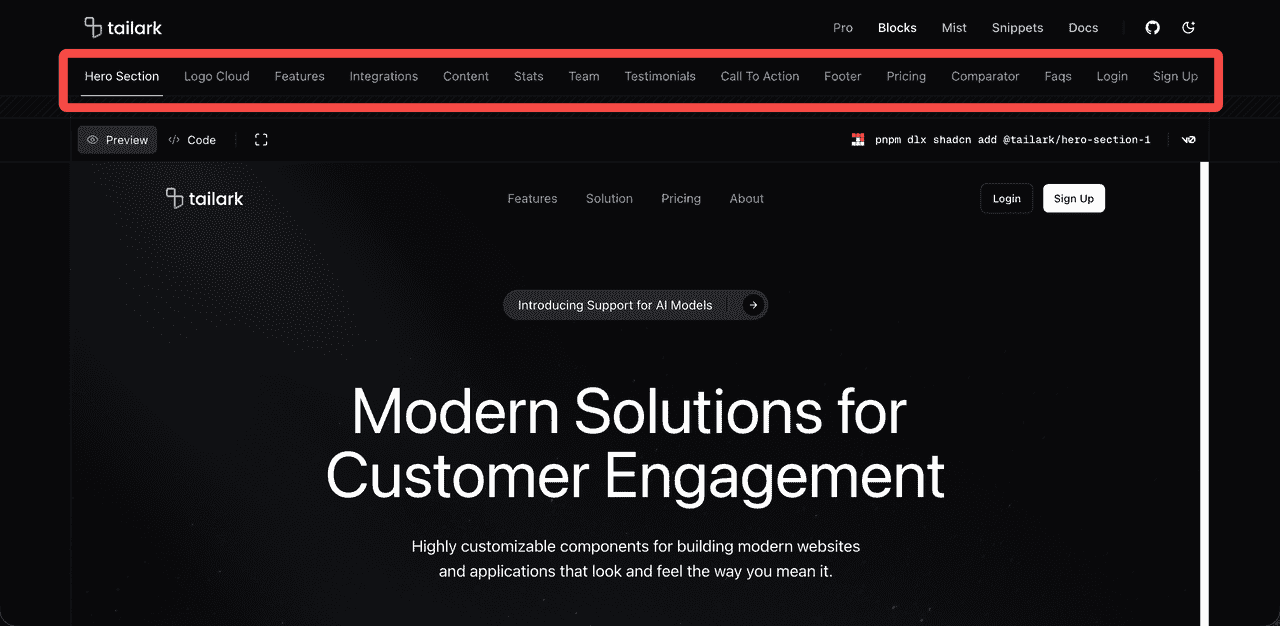 tailark Pro Blocks Mist Snippets Docs
Hero Section Logo Cloud Features Integrations Content Stats Team Testimonials Call To Action Footer Pricing Comparator Faqs Login Sign Up
Preview Code pnpm dlx shadcn add @tailark/hero-section-1 v0
tailark Features Solution Pricing About Login Sign Up
Introducing Support for AI Models
Modern Solutions for
Customer Engagement
Highly customizable components for building modern websites
and applications that look and feel the way you mean it.